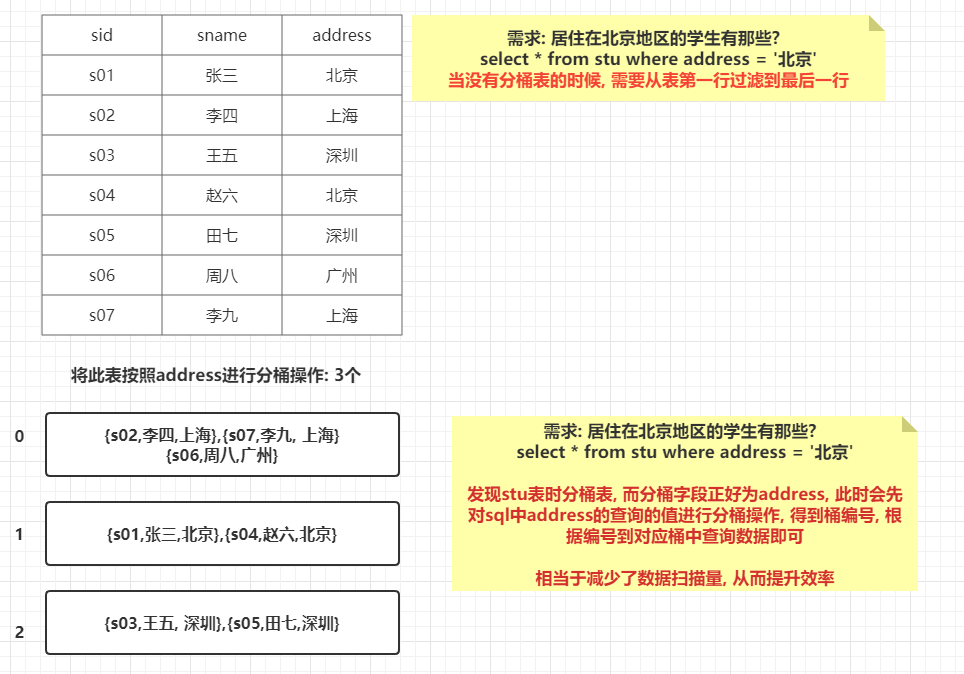 sid sname address
s01 张三 北京
s02 李四 上海
s03 王五 深圳
s04 赵六 北京
s05 田七 深圳
s06 周八 广州
s07 李九 上海
需求: 居住在北京地区的学生有那些?
select * from stu where address = '北京'
当没有分桶表的时候, 需要从表第一行过滤到最后一行
将此表按照address进行分桶操作: 3个
0
{s02,李四,上海},{s07,李九, 上海}
{s06,周八,广州}
1
{s01,张三,北京},{s04,赵六,北京}
2
{s03,王五, 深圳},{s05,田七,深圳}
需求: 居住在北京地区的学生有那些?
select * from stu where address = '北京'
发现stu表时分桶表, 而分桶字段正好为address, 此时会先
对sql中address的查询的值进行分桶操作, 得到桶编号, 根
据编号到对应桶中查询数据即可
相当于减少了数据扫描量, 从而提升效率